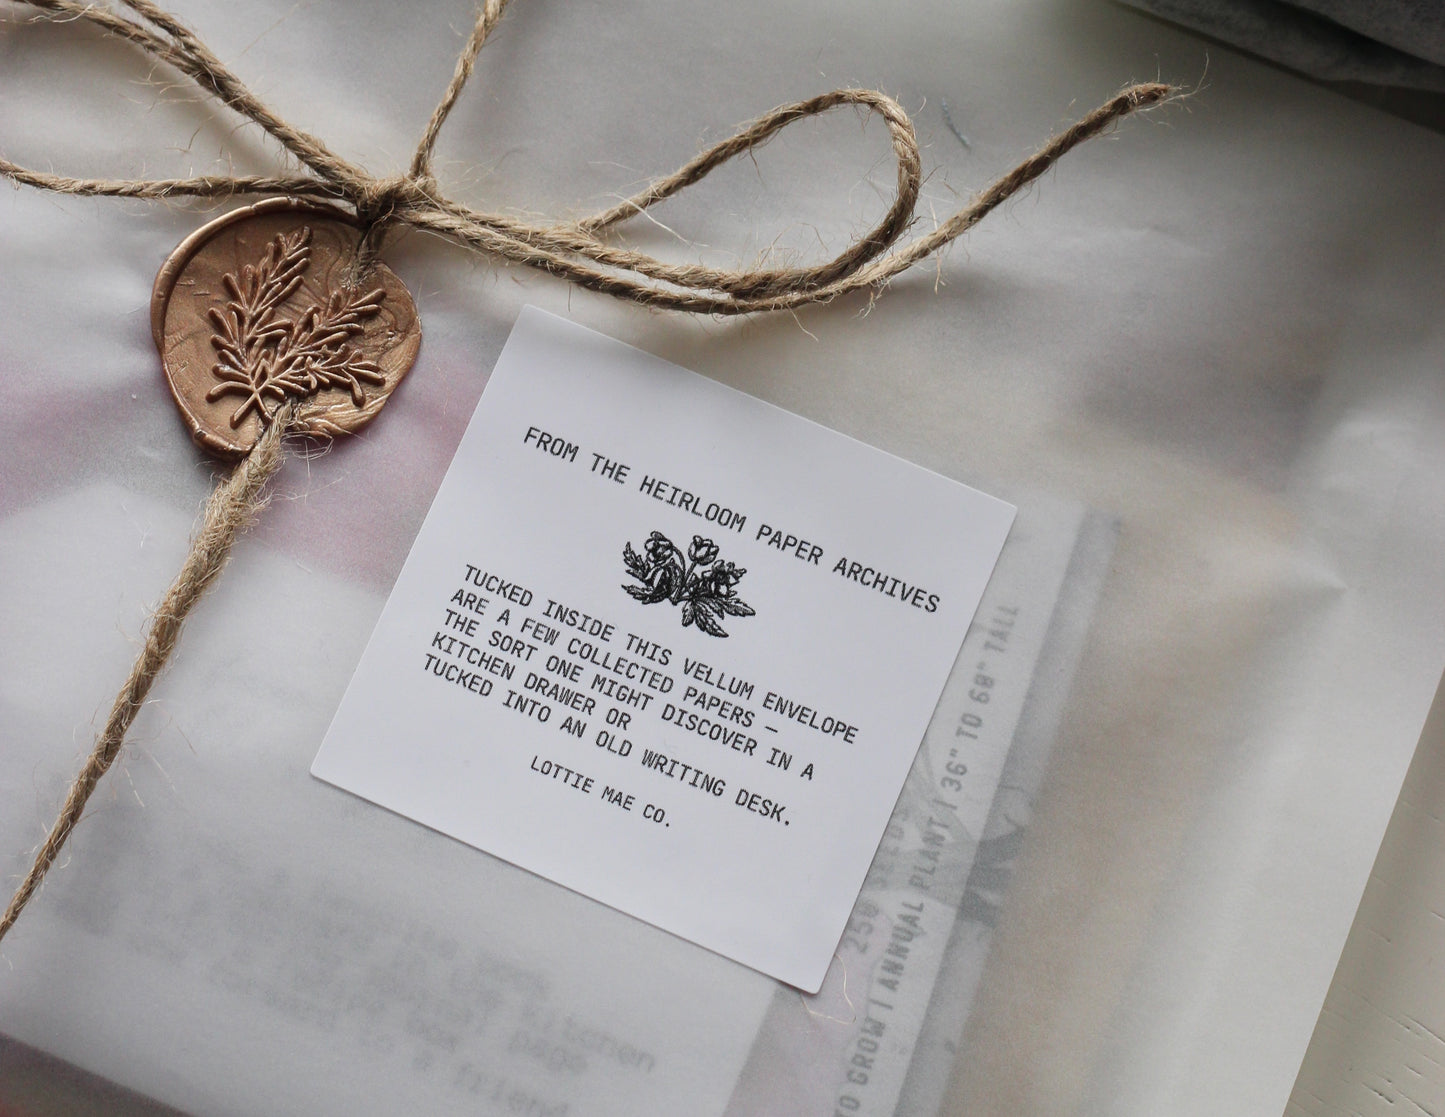 FROM THE HEIRLOOM PAPER ARCHIVES
TUCKED INSIDE THIS VELLUM ENVELOPE
ARE A FEW COLLECTED PAPERS —
THE SORT ONE MIGHT DISCOVER IN A
KITCHEN DRAWER OR
TUCKED INTO AN OLD WRITING DESK.
LOTTIE MAE CO.
250 SEEDS
TO GROW | ANNUAL PLANT | 36" TO 68" TALL
kitchen
page
a friend